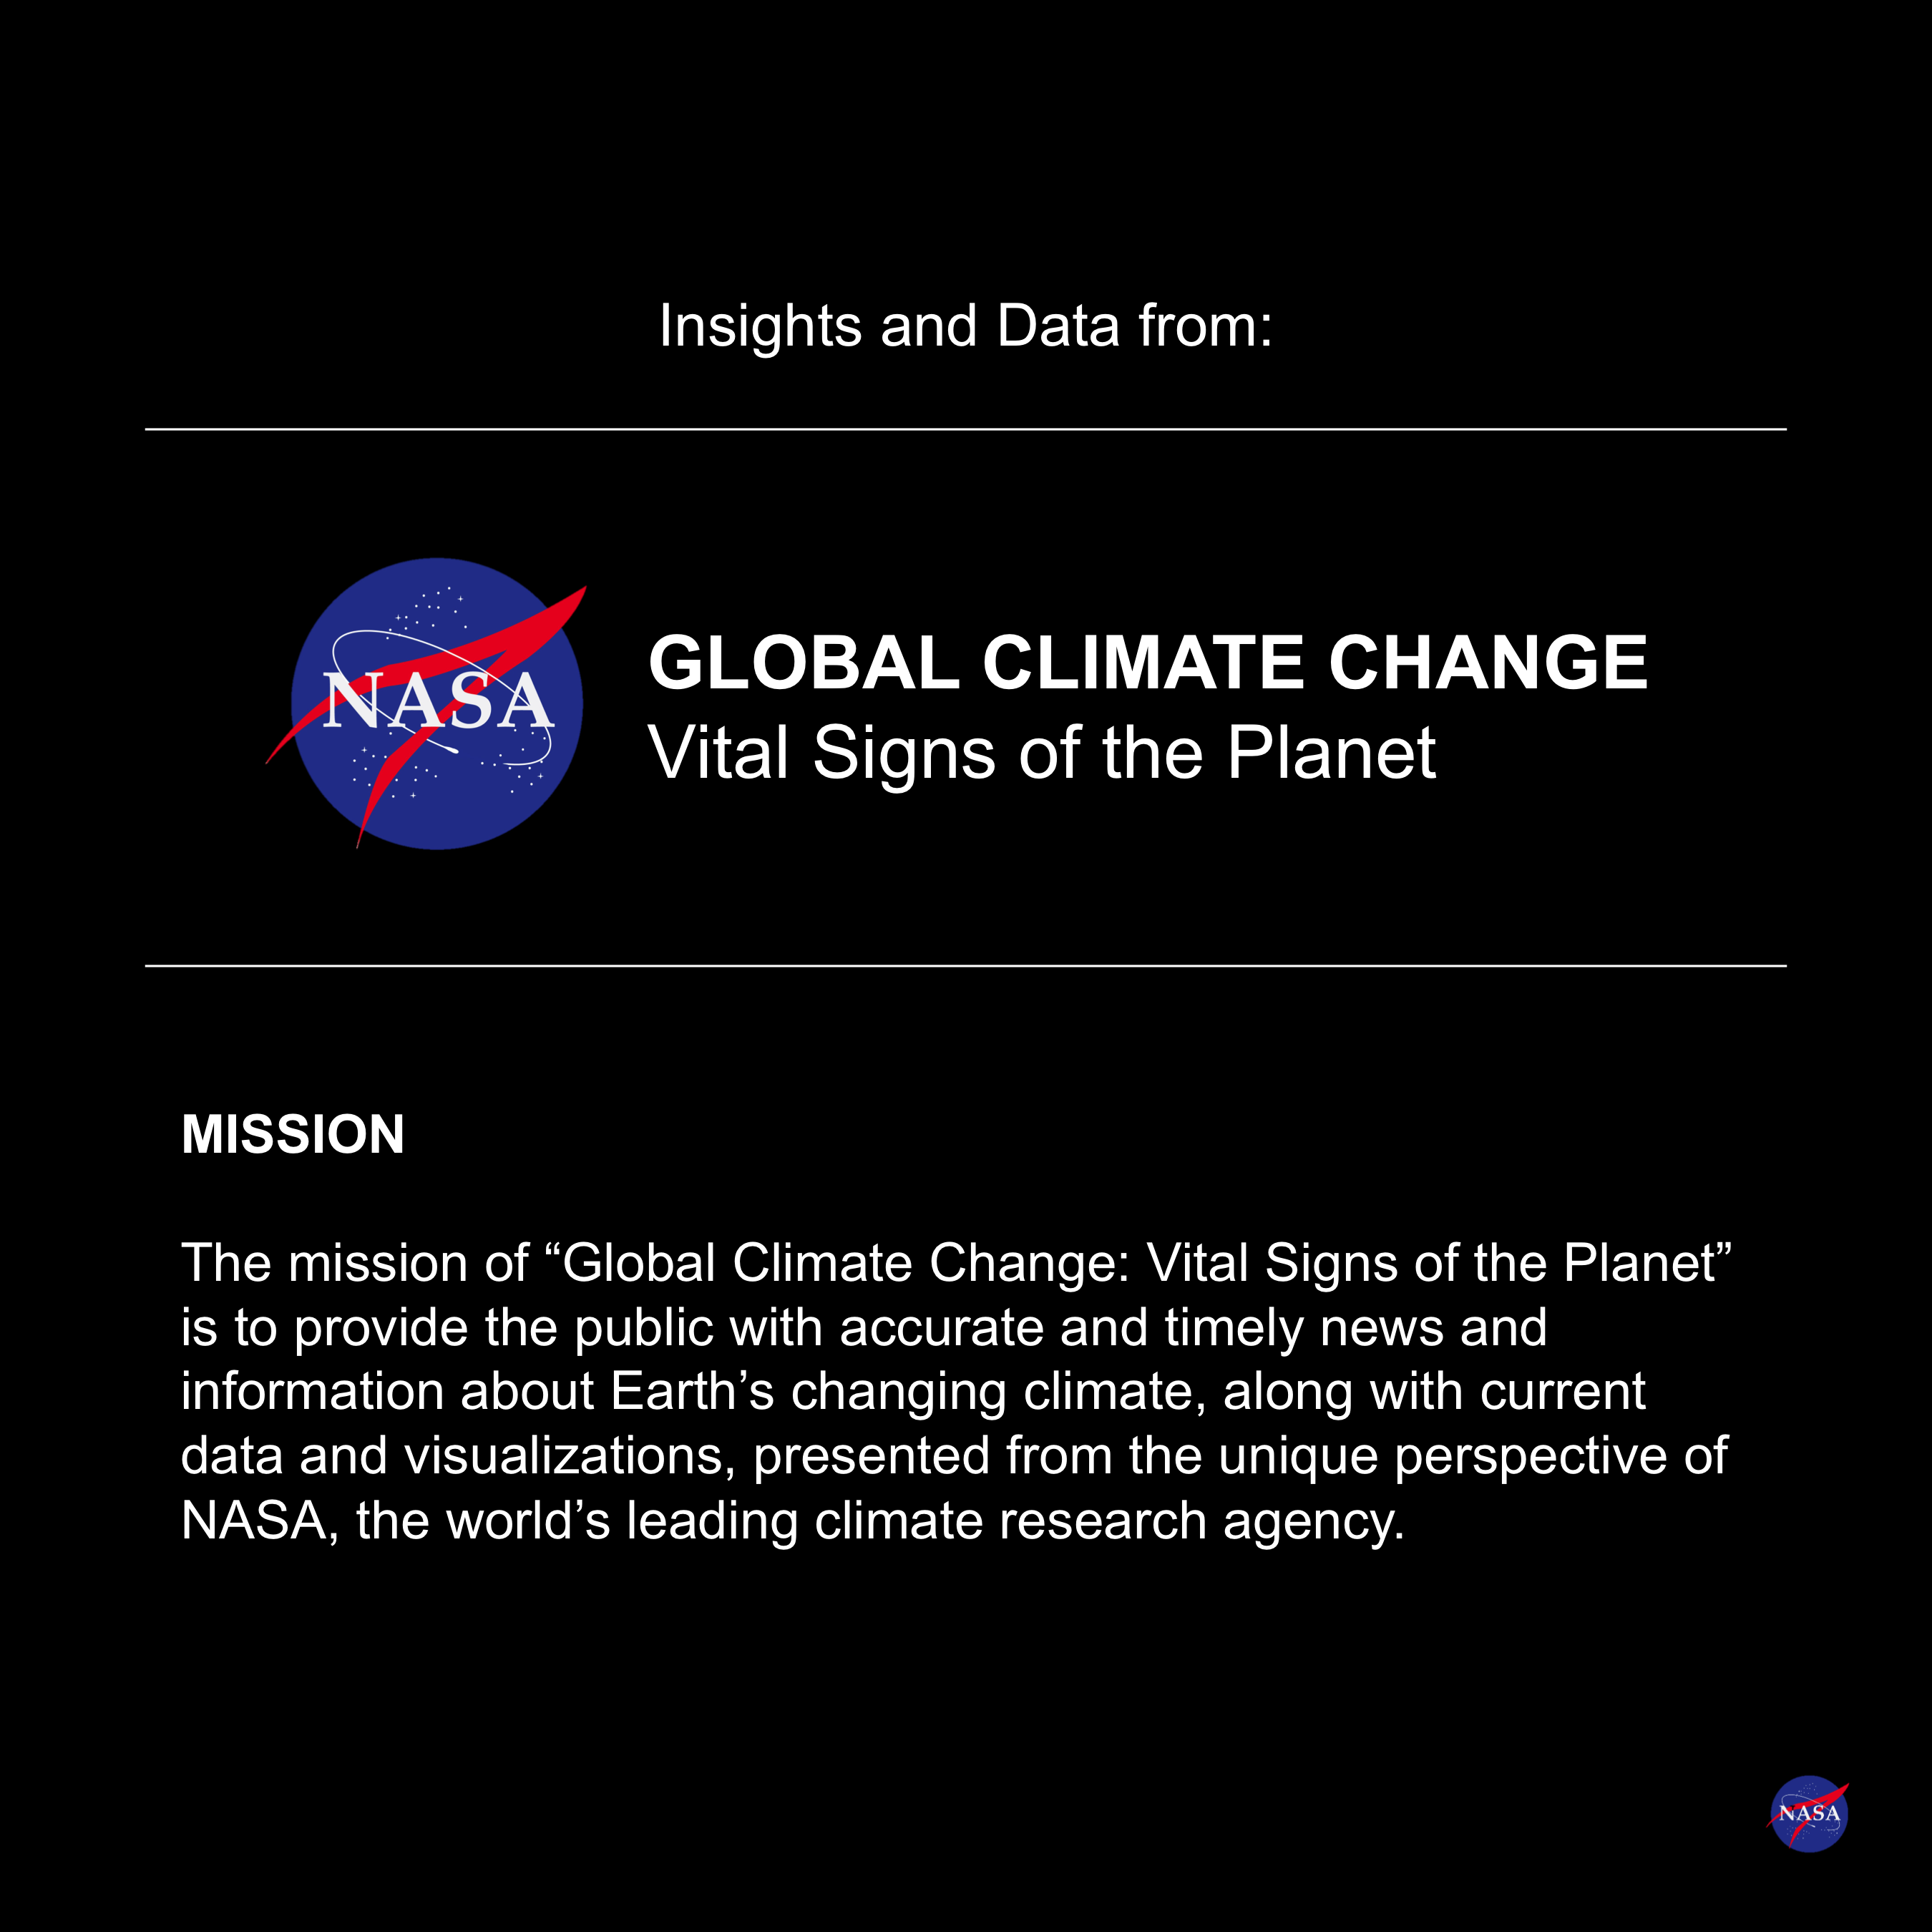 Insights and Data from:
NASA
GLOBAL CLIMATE CHANGE
Vital Signs of the Planet
MISSION
The mission of “Global Climate Change: Vital Signs of the Planet”
is to provide the public with accurate and timely news and
information about Earth’s changing climate, along with current
data and visualizations, presented from the unique perspective of
NASA, the world’s leading climate research agency.
NASA